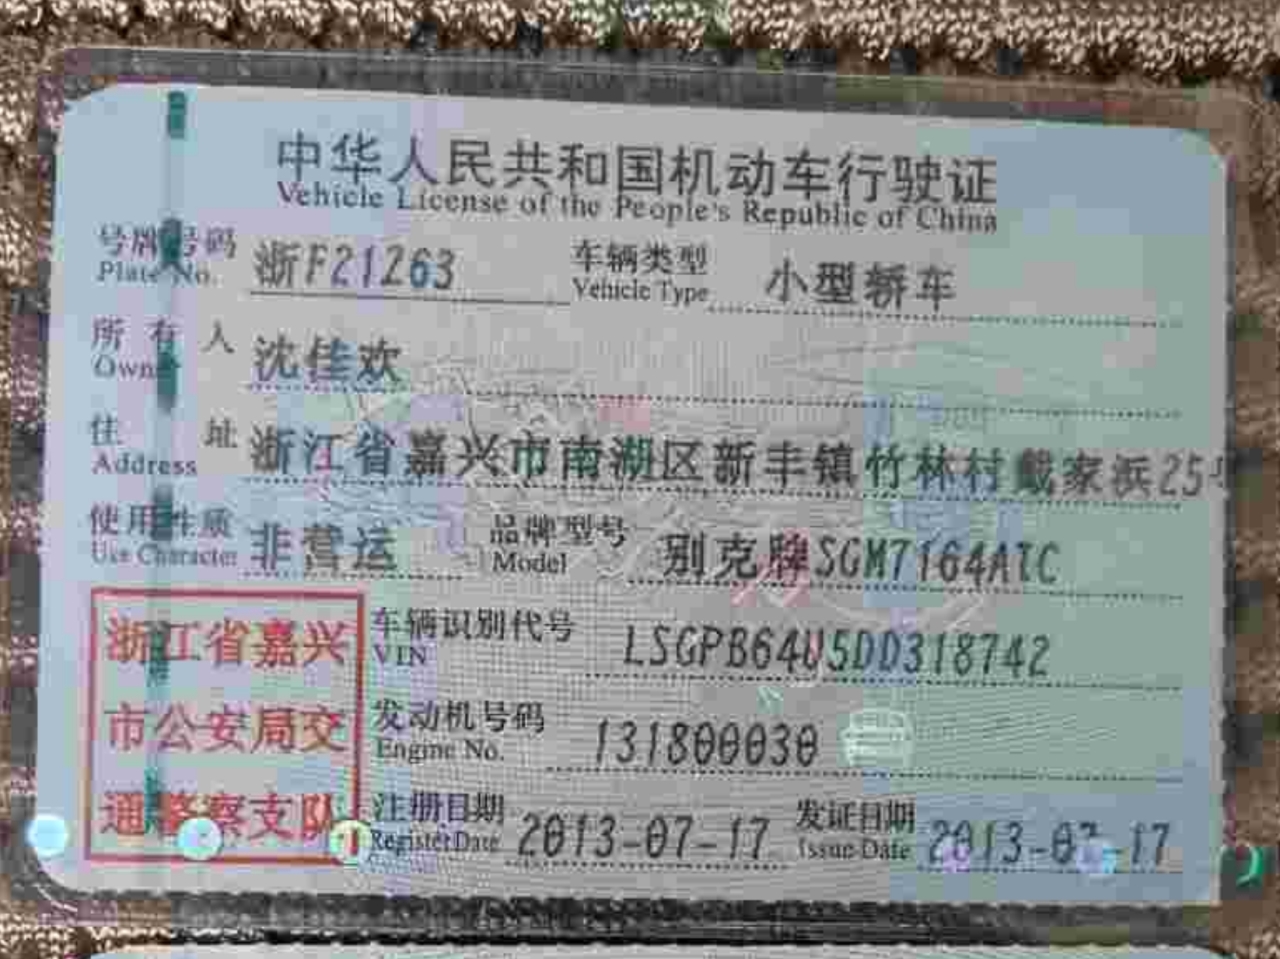 中华人民共和国机动车行驶证
Vehicle License of the People's Republic of China
号牌号码 浙F21263 车辆类型 小型轿车
Plate No. Vehicle Type
所有人 沈佳欢
Owner
住址 浙江省嘉兴市南湖区新丰镇竹林村戴家浜25号
Address
使用性质 非营运 品牌型号 别克牌SGM7164ATC
Use Character Model
浙江省嘉兴 车辆识别代号 LSGPB64U5DD318742
VIN
市公安局交 发动机号码 131800030
Engine No.
通警察支队 注册日期 2013-07-17 发证日期 2013-07-17
Register Date Issue Date